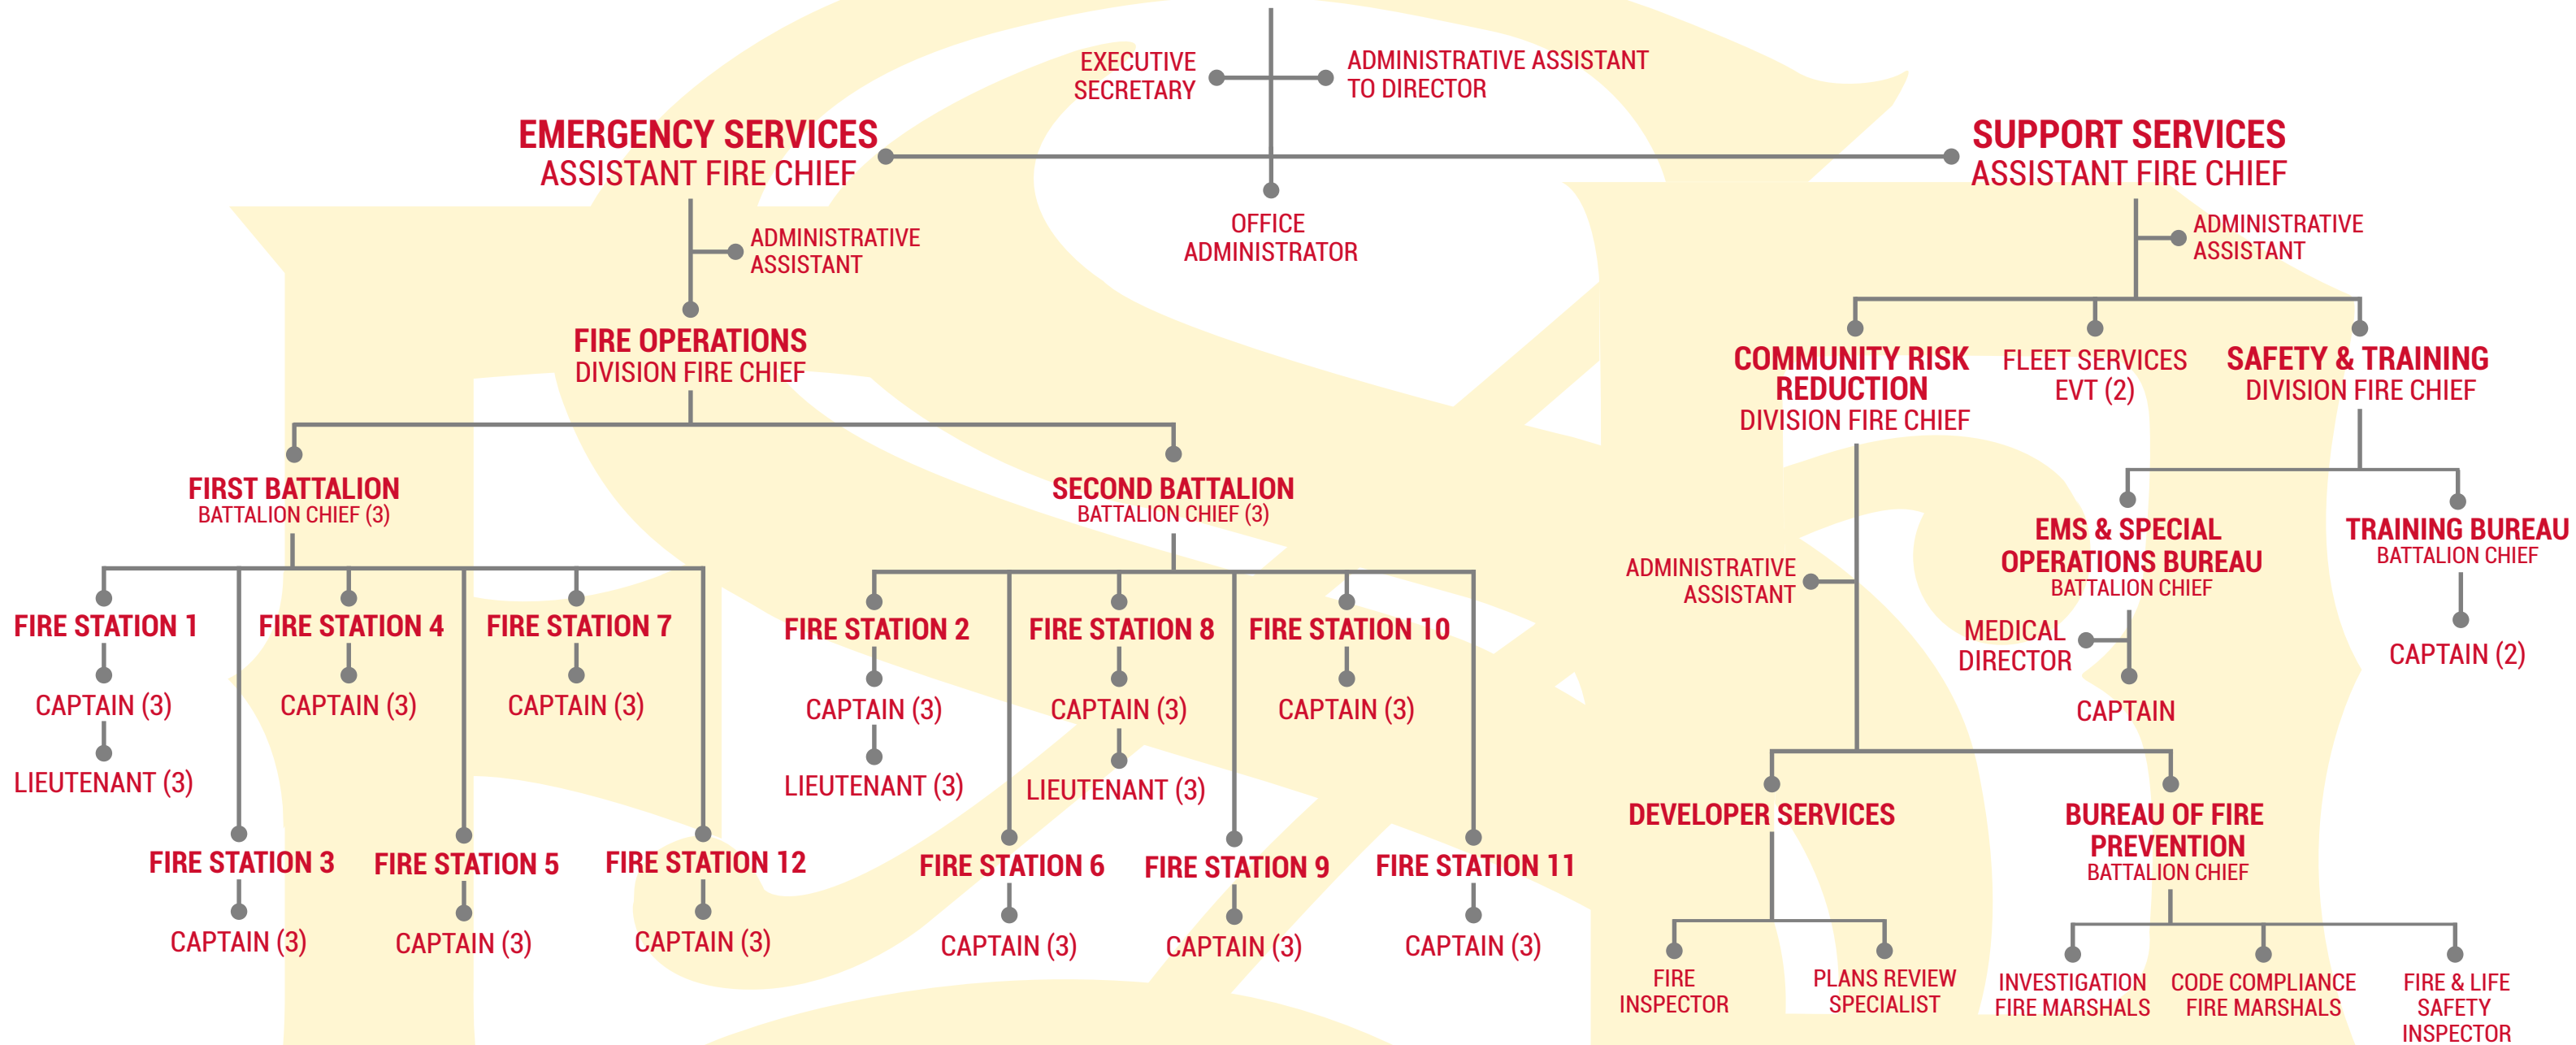 EXECUTIVE
SECRETARY
ADMINISTRATIVE ASSISTANT
TO DIRECTOR
EMERGENCY SERVICES
ASSISTANT FIRE CHIEF
SUPPORT SERVICES
ASSISTANT FIRE CHIEF
OFFICE
ADMINISTRATOR
ADMINISTRATIVE
ASSISTANT
ADMINISTRATIVE
ASSISTANT
FIRE OPERATIONS
DIVISION FIRE CHIEF
COMMUNITY RISK
REDUCTION
DIVISION FIRE CHIEF
FLEET SERVICES
EVT (2)
SAFETY & TRAINING
DIVISION FIRE CHIEF
FIRST BATTALION
BATTALION CHIEF (3)
SECOND BATTALION
BATTALION CHIEF (3)
EMS & SPECIAL
OPERATIONS BUREAU
BATTALION CHIEF
TRAINING BUREAU
BATTALION CHIEF
ADMINISTRATIVE
ASSISTANT
MEDICAL
DIRECTOR
CAPTAIN
CAPTAIN (2)
FIRE STATION 1
CAPTAIN (3)
LIEUTENANT (3)
FIRE STATION 4
CAPTAIN (3)
FIRE STATION 7
CAPTAIN (3)
FIRE STATION 2
CAPTAIN (3)
LIEUTENANT (3)
FIRE STATION 8
CAPTAIN (3)
LIEUTENANT (3)
FIRE STATION 10
CAPTAIN (3)
FIRE STATION 3
CAPTAIN (3)
FIRE STATION 5
CAPTAIN (3)
FIRE STATION 12
CAPTAIN (3)
FIRE STATION 6
CAPTAIN (3)
FIRE STATION 9
CAPTAIN (3)
FIRE STATION 11
CAPTAIN (3)
DEVELOPER SERVICES
BUREAU OF FIRE
PREVENTION
BATTALION CHIEF
FIRE
INSPECTOR
PLANS REVIEW
SPECIALIST
INVESTIGATION
FIRE MARSHALS
CODE COMPLIANCE
FIRE MARSHALS
FIRE & LIFE
SAFETY
INSPECTOR